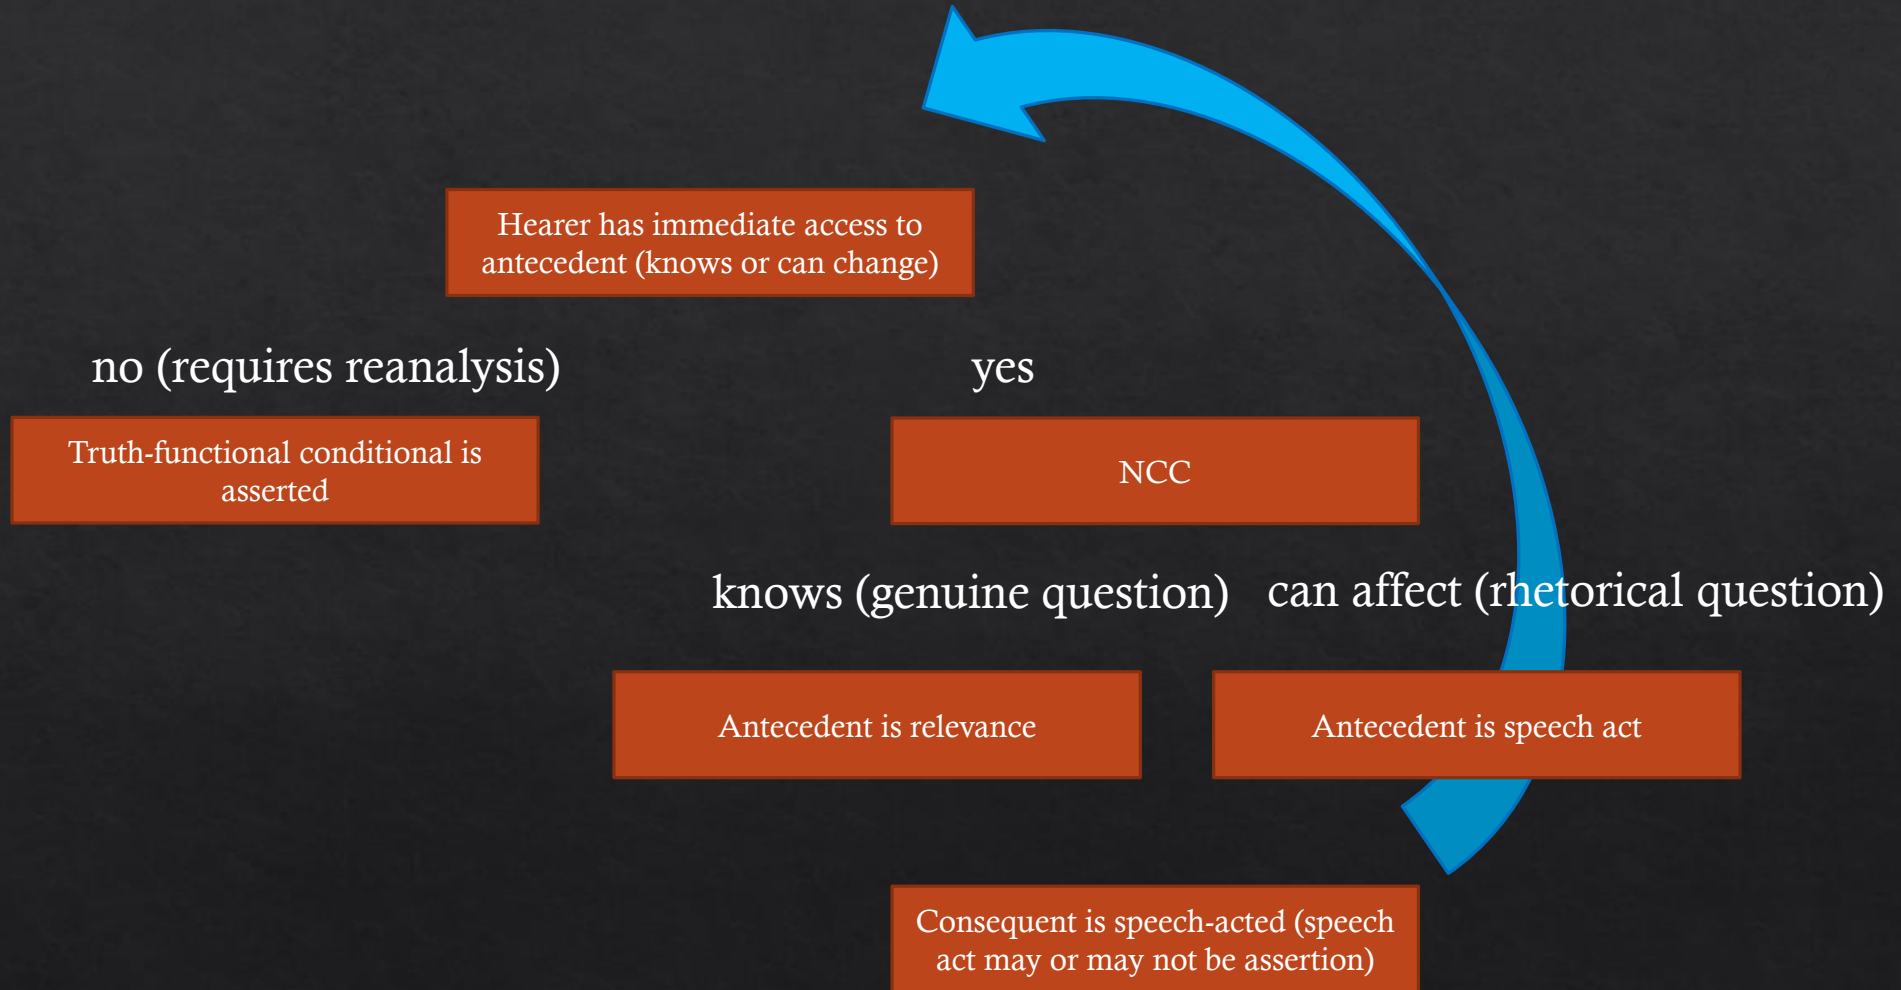 Hearer has immediate access to
antecedent (knows or can change)
no (requires reanalysis)
yes
Truth-functional conditional is
asserted
NCC
knows (genuine question)
can affect (rhetorical question)
Antecedent is relevance
Antecedent is speech act
Consequent is speech-acted (speech
act may or may not be assertion)